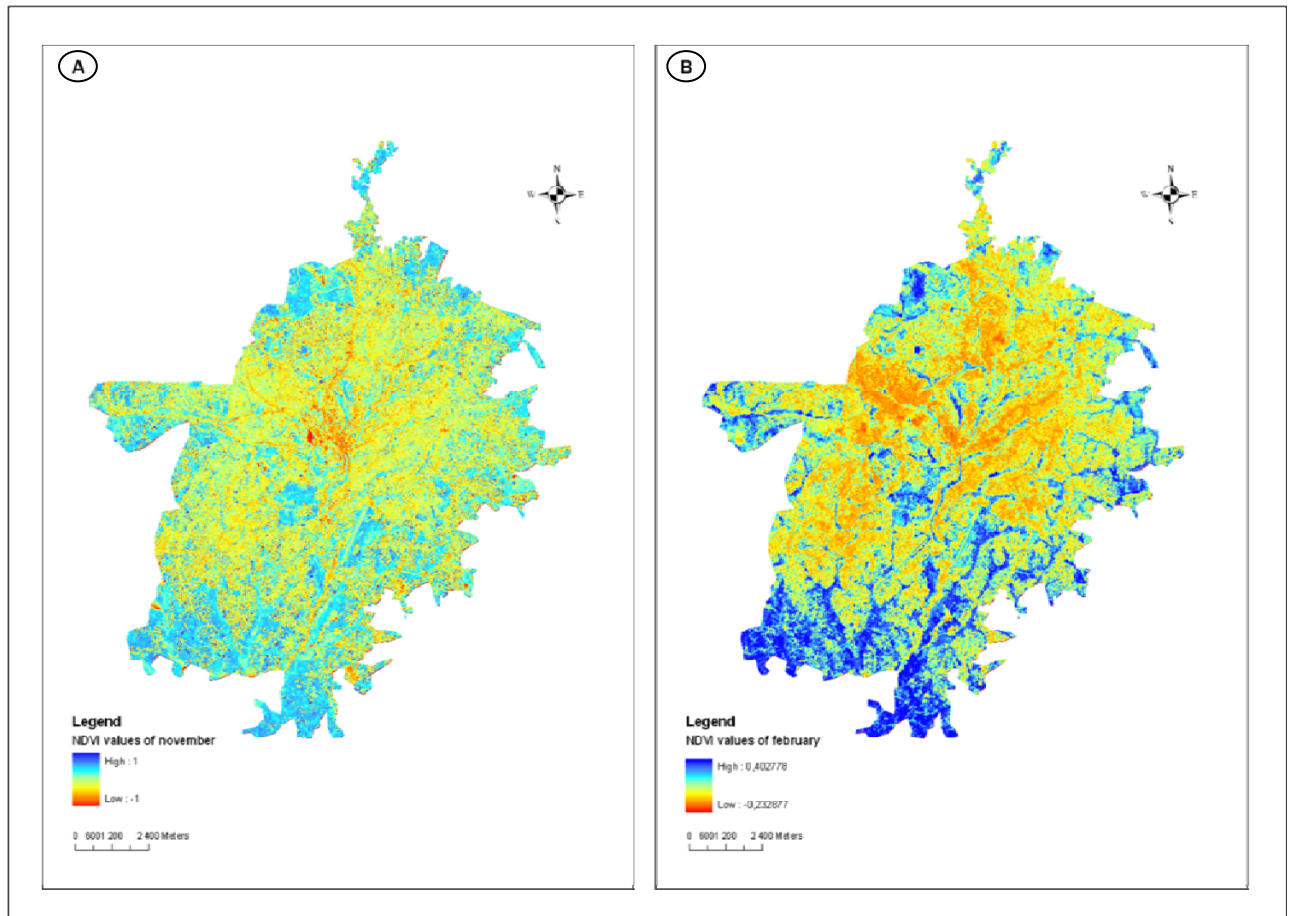 A
B
N
W E
S
N
W E
S
Legend
NDVI values of november
High : 1
Low : -1
0 6001 200 2 400 Meters
Legend
NDVI values of february
High : 0,402778
Low : -0,232877
0 6001 200 2 400 Meters